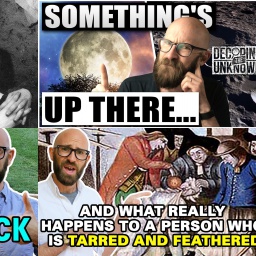 SOMETHING'S
DECODING
THE
UNKNOWN
UP THERE...
CK
AND WHAT REALLY
HAPPENS TO A PERSON WHO
IS TARRED AND FEATHERED